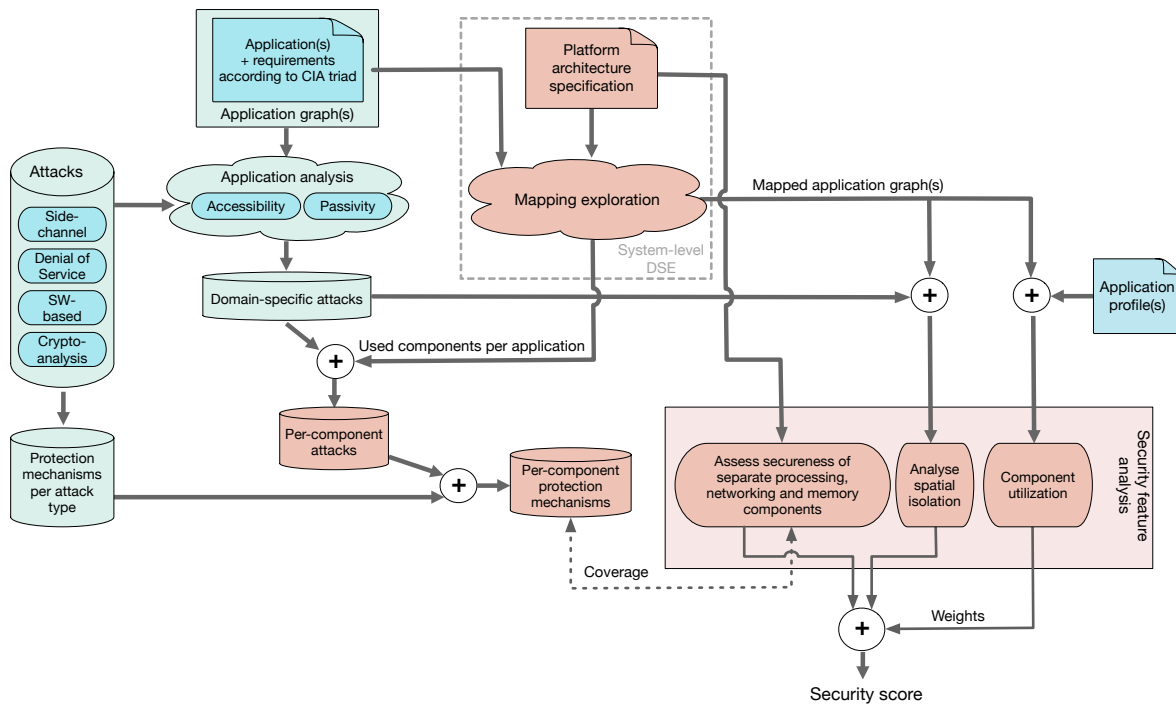 Application(s)
+ requirements
according to CIA triad
Application graph(s)
Platform
architecture
specification
Attacks
Side-
channel
Denial of
Service
SW-
based
Crypto-
analysis
Application analysis
Accessibility
Passivity
Mapping exploration
Mapped application graph(s)
System-level
DSE
Domain-specific attacks
+
+
Application
profile(s)
+
Used components per application
Per-component
attacks
Protection
mechanisms
per attack
type
+
Per-component
protection
mechanisms
Assess secureness of
separate processing,
networking and
memory
components
Analyse
spatial
isolation
Component
utilization
Security feature
analysis
Coverage
Weights
+
Security score